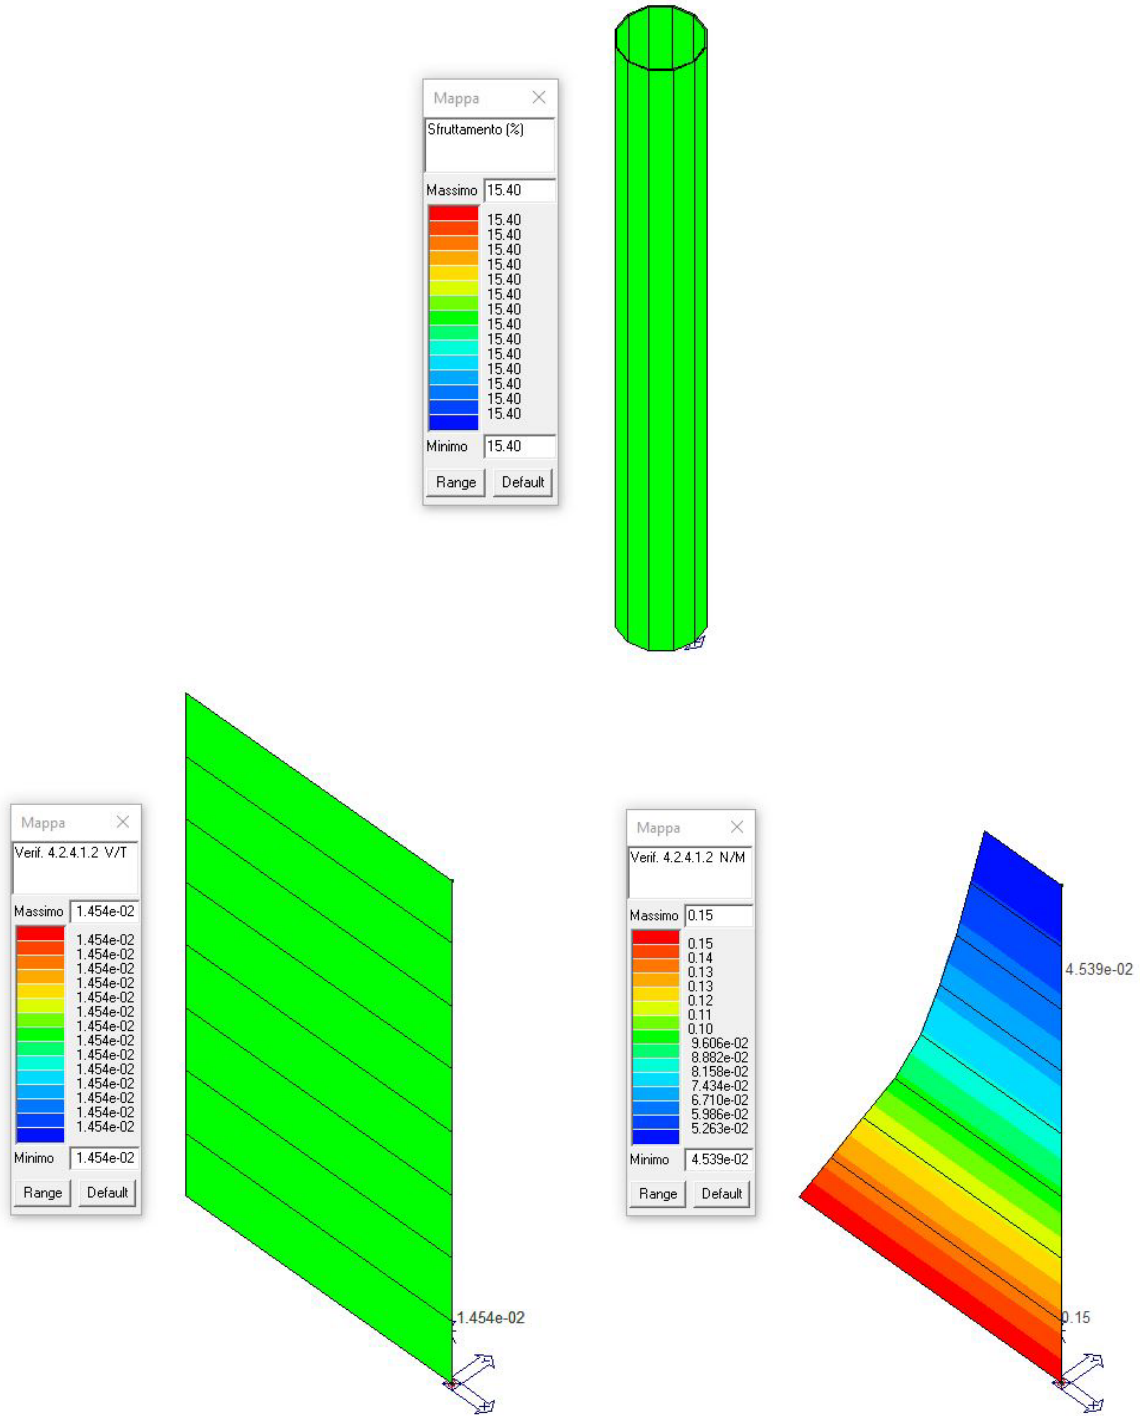 Mappa
Sfruttamento (%)
Massimo 15.40
15.40
15.40
15.40
15.40
15.40
15.40
15.40
15.40
15.40
15.40
15.40
15.40
15.40
15.40
Minimo 15.40
Range Default
Mappa
Verif. 4.2.4.1.2 V/T
Massimo 1.454e-02
1.454e-02
1.454e-02
1.454e-02
1.454e-02
1.454e-02
1.454e-02
1.454e-02
1.454e-02
1.454e-02
1.454e-02
1.454e-02
1.454e-02
1.454e-02
1.454e-02
Minimo 1.454e-02
Range Default
1.454e-02
Mappa
Verif. 4.2.4.1.2 N/M
Massimo 0.15
0.15
0.14
0.13
0.13
0.12
0.11
0.10
9.606e-02
8.882e-02
8.158e-02
7.434e-02
6.710e-02
5.986e-02
5.263e-02
Minimo 4.539e-02
Range Default
4.539e-02
0.15